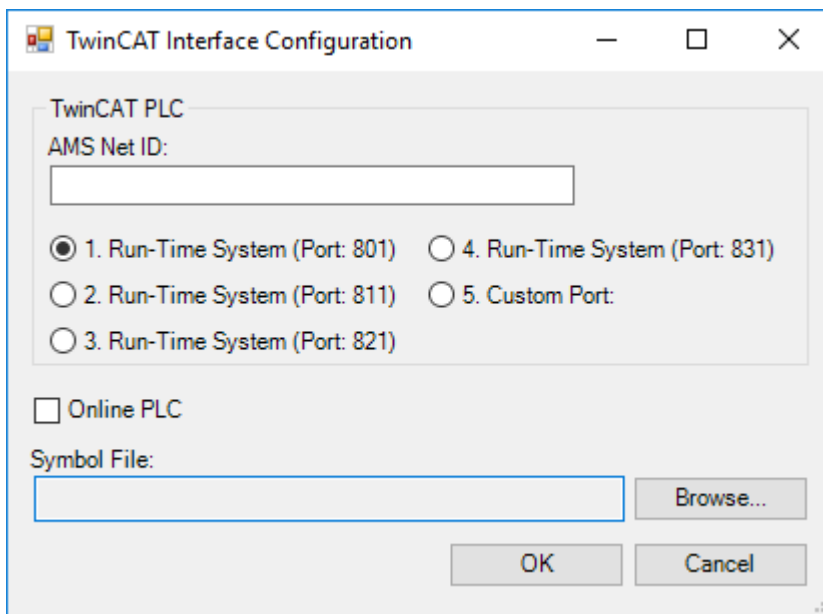 TwinCAT Interface Configuration
TwinCAT PLC
AMS Net ID:
1. Run-Time System (Port: 801)
4. Run-Time System (Port: 831)
2. Run-Time System (Port: 811)
5. Custom Port:
3. Run-Time System (Port: 821)
Online PLC
Symbol File:
Browse...
OK
Cancel